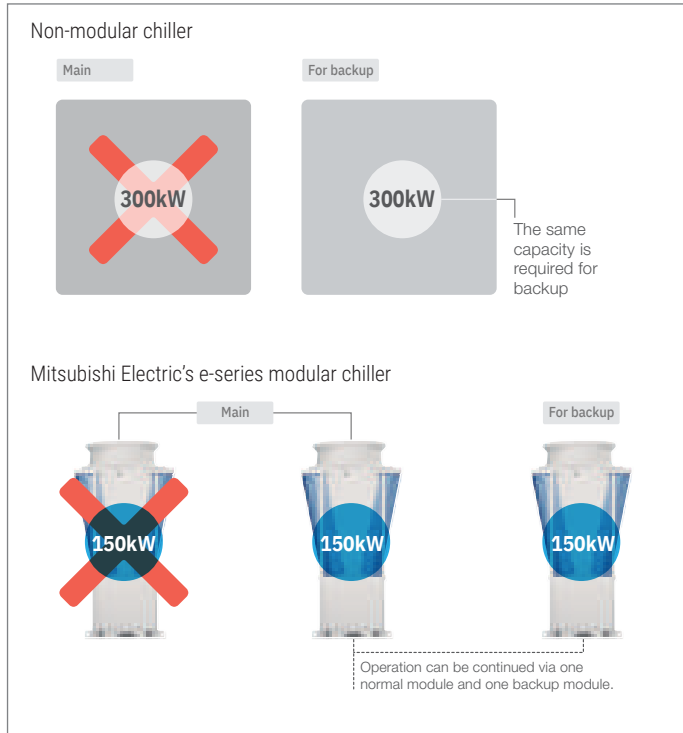 Non-modular chiller
Main
For backup
300kW
300kW
The same
capacity is
required for
backup
Mitsubishi Electric’s e-series modular chiller
Main
For backup
150kW
150kW
150kW
Operation can be continued via one
normal module and one backup module.